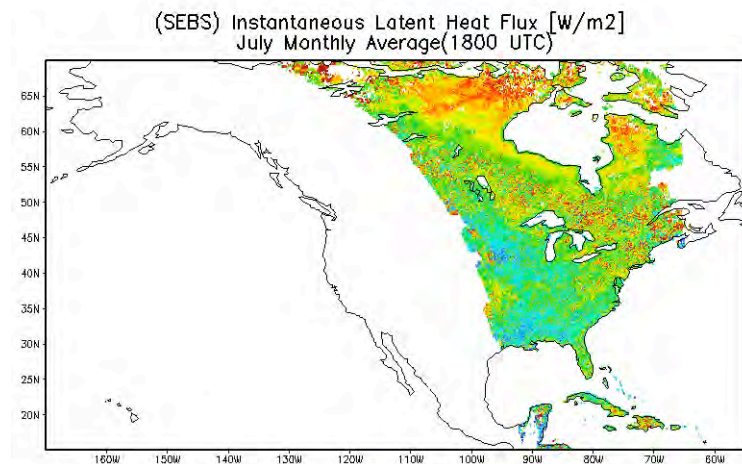 (SEBS) Instantaneous Latent Heat Flux [W/m2]
July Monthly Average(1800 UTC)
65N
60N
55N
50N
45N
40N
35N
30N
25N
20N
160W 150W 140W 130W 120W 110W 100W 90W 80W 70W 60W